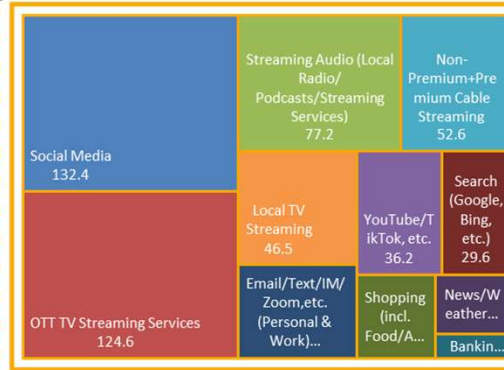 Social Media
132.4
OTT TV Streaming Services
124.6
Streaming Audio (Local
Radio/
Podcasts/Streaming
Services)
77.2
Non-
Premium+Pre
mium Cable
Streaming
52.6
Local TV
Streaming
46.5
YouTube/T
ikTok, etc.
36.2
Search
(Google,
Bing,
etc.)
29.6
Email/Text/IM/
Zoom,etc.
(Personal &
Work)...
Shopping
(incl.
Food/A...
News/W
eather...
Bankin...